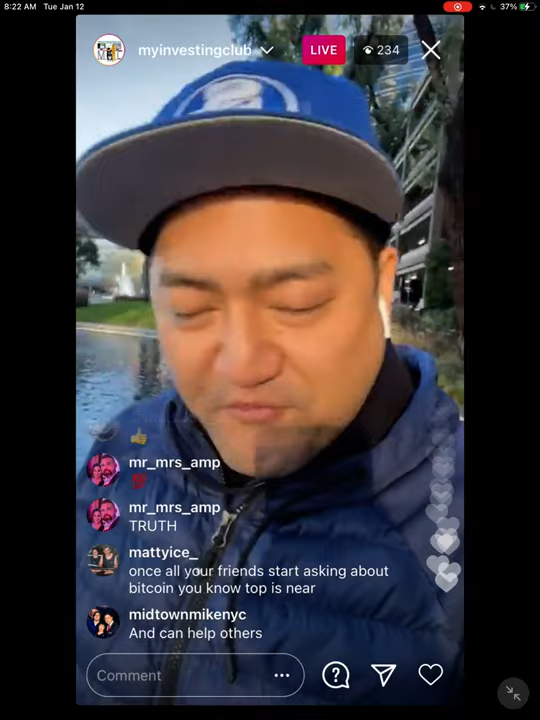 8:22 AM Tue Jan 12
37%
myinvestingclub
LIVE
234
mr_mrs_amp
💯
mr_mrs_amp
TRUTH
mattyice_
once all your friends start asking about
bitcoin you know top is near
midtownmikenyc
And can help others
Comment